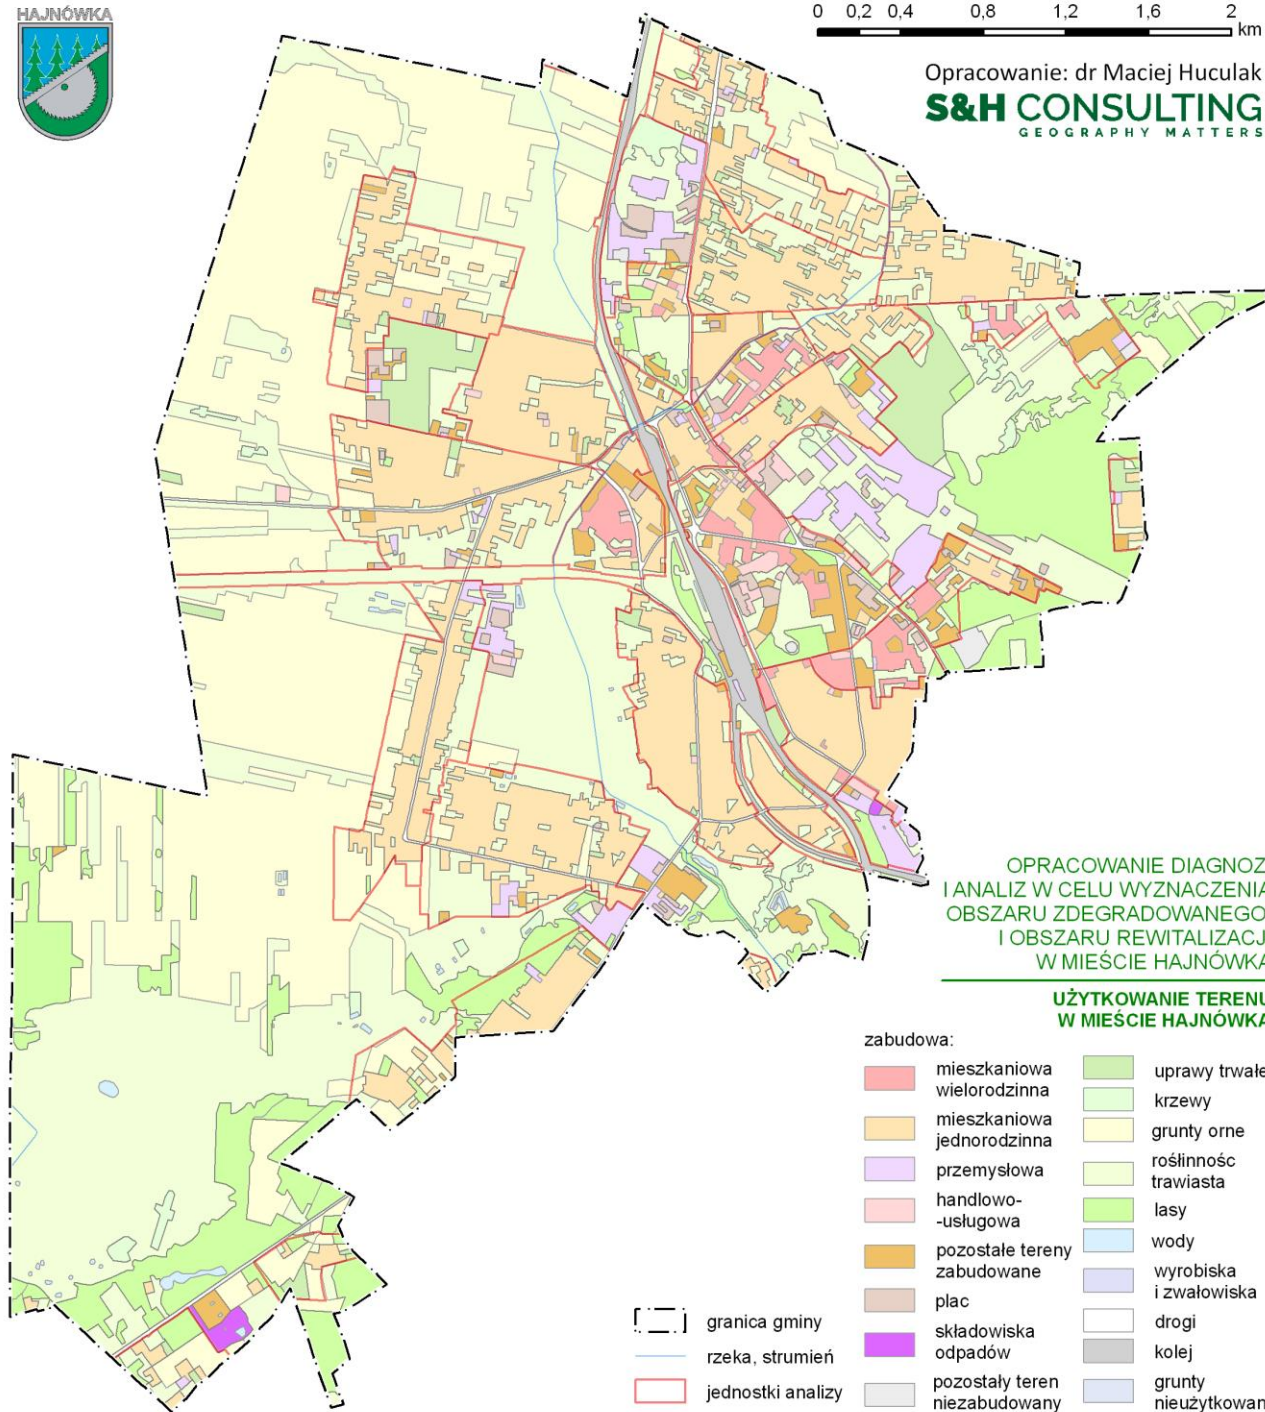 HAJNÓWKA
0 0,2 0,4 0,8 1,2 1,6 2
km
Opracowanie: dr Maciej Huculak
S&H CONSULTING
GEOGRAPHY MATTERS
OPRACOWANIE DIAGNOZ
I ANALIZ W CELU WYZNACZENIA
OBSZARU ZDEGRADOWANEGO
I OBSZARU REWITALIZACJ
W MIEŚCIE HAJNÓWKA
UŻYTKOWANIE TERENU
W MIEŚCIE HAJNÓWKA
zabudowa:
mieszkaniowa
wielorodzinna
mieszkaniowa
jednorodzinna
przemysłowa
handlowo-
-usługowa
pozostałe tereny
zabudowane
plac
składowiska
odpadów
pozostały teren
niezabudowany
uprawy trwałe
krzewy
grunty orne
roślinnośc
trawiasta
lasy
wody
wyrobiska
i zwałowiska
drogi
kolej
grunty
nieużytkowan
granica gminy
rzeka, strumień
jednostki analizy